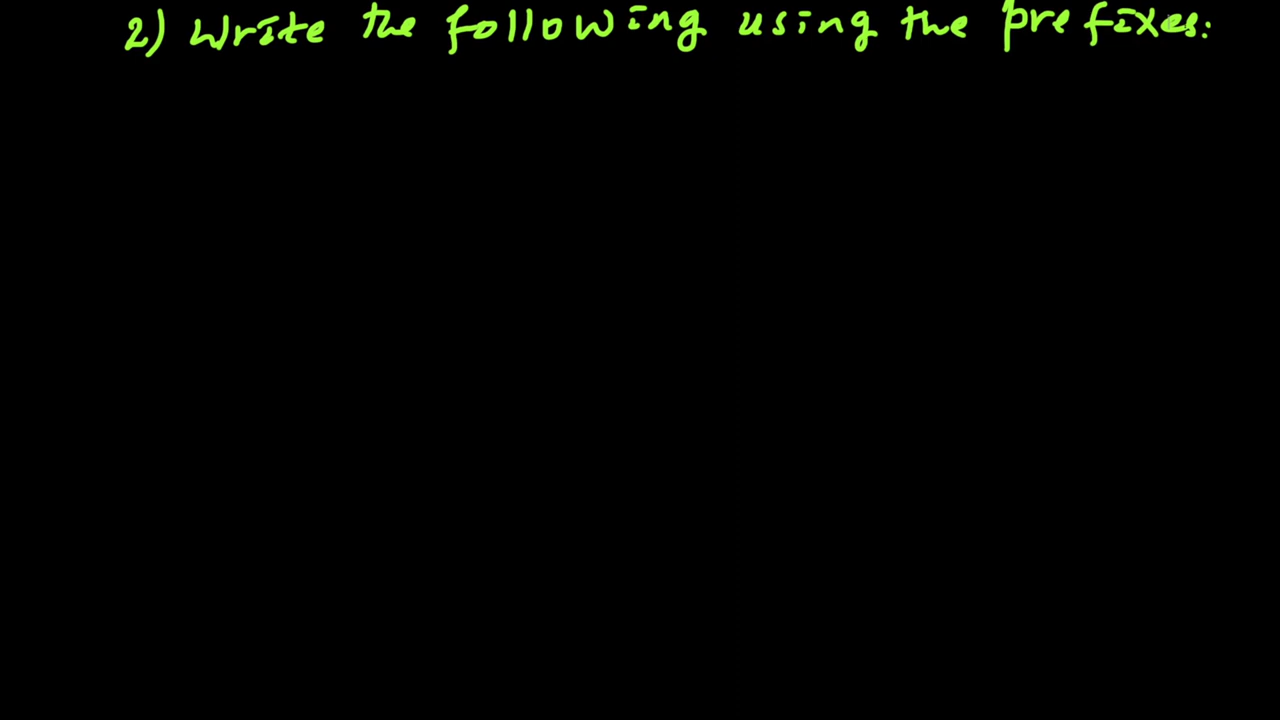 2) Write the following using the prefixes: